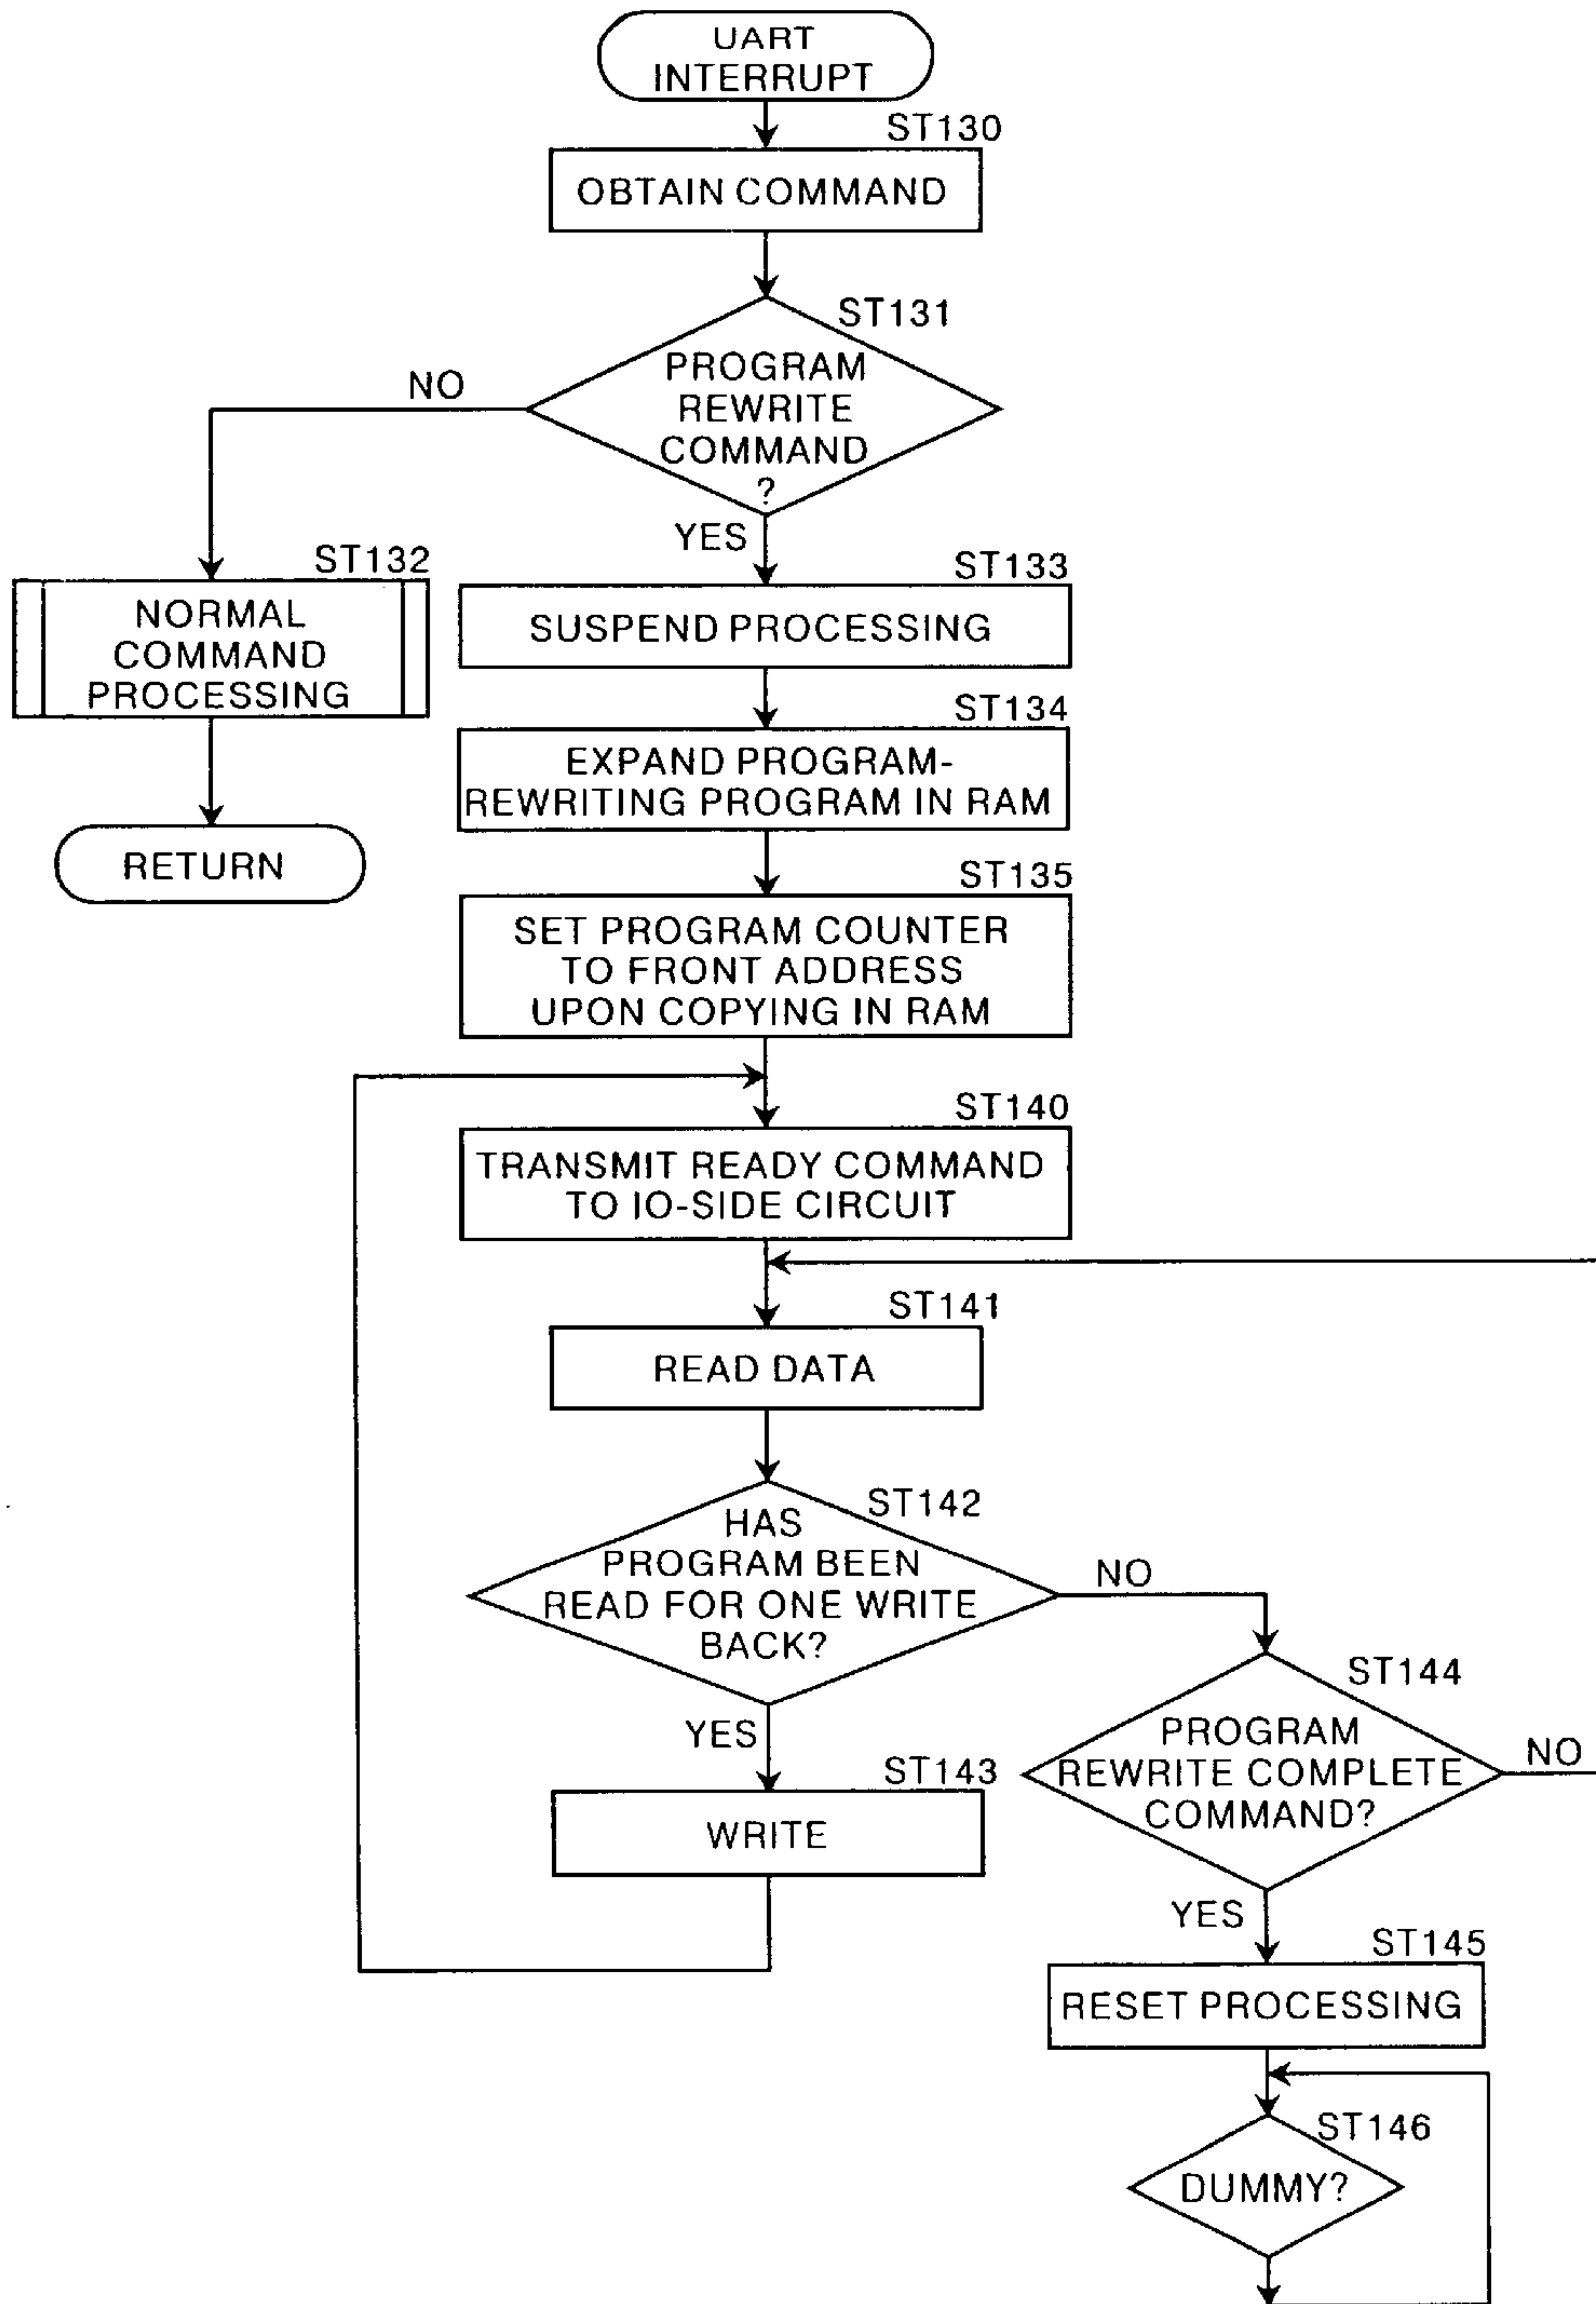 UART
INTERRUPT
ST130
OBTAIN COMMAND
ST131
PROGRAM
REWRITE
COMMAND
?
NO
YES
ST132
NORMAL
COMMAND
PROCESSING
RETURN
ST133
SUSPEND PROCESSING
ST134
EXPAND PROGRAM-
REWRITING PROGRAM IN RAM
ST135
SET PROGRAM COUNTER
TO FRONT ADDRESS
UPON COPYING IN RAM
ST140
TRANSMIT READY COMMAND
TO IO-SIDE CIRCUIT
ST141
READ DATA
ST142
HAS
PROGRAM BEEN
READ FOR ONE WRITE
BACK?
NO
YES
ST143
WRITE
ST144
PROGRAM
REWRITE COMPLETE
COMMAND?
NO
YES
ST145
RESET PROCESSING
ST146
DUMMY?